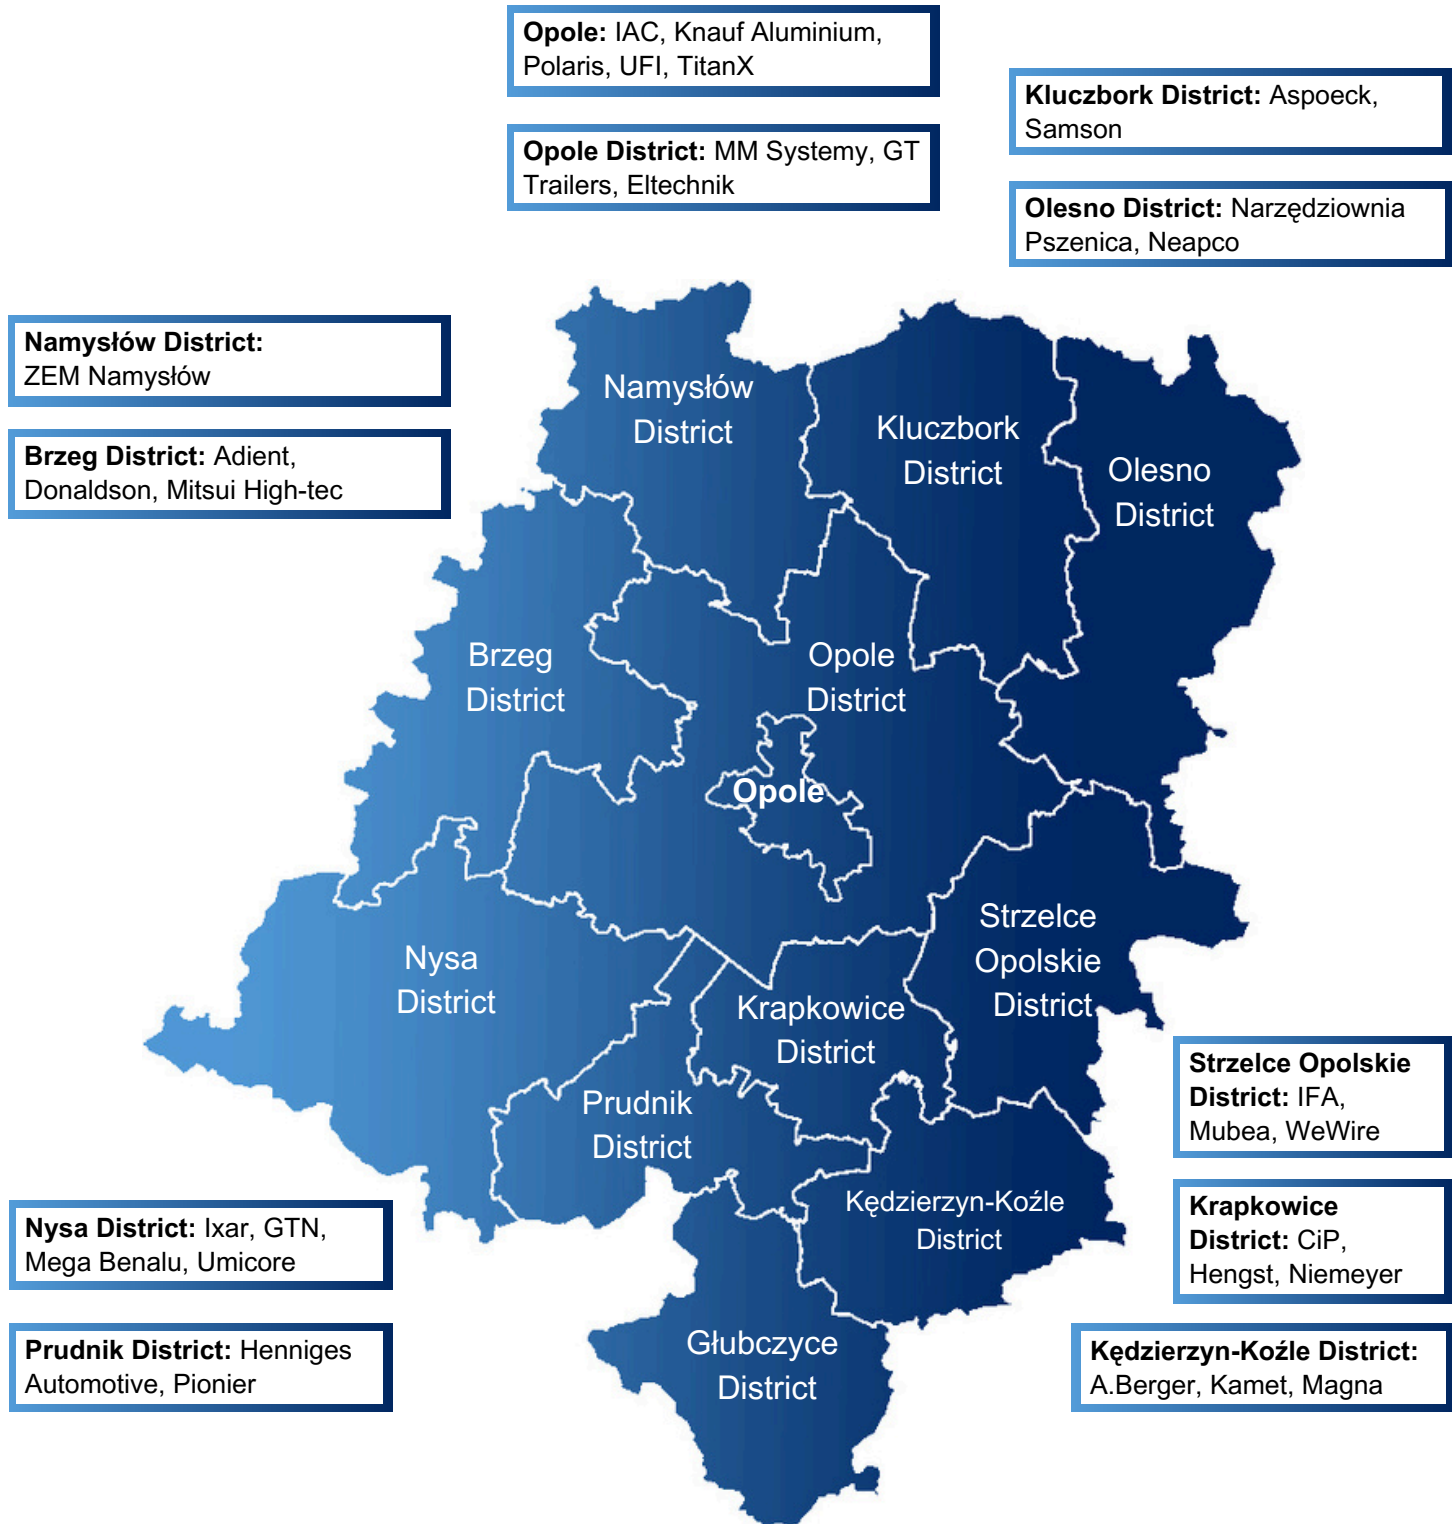 Opole: IAC, Knauf Aluminium,
Polaris, UFI, TitanX
Kluczbork District: Aspoeck,
Samson
Opole District: MM Systemy, GT
Trailers, Eltechnik
Olesno District: Narzędziownia
Pszenica, Neapco
Namysłów District:
ZEM Namysłów
Brzeg District: Adient,
Donaldson, Mitsui High-tec
Namysłów
District
Kluczbork
District
Olesno
District
Brzeg
District
Opole
District
Opole
Strzelce
Opolskie
District
Nysa
District
Krapkowice
District
Prudnik
District
Kędzierzyn-Koźle
District
Głubczyce
District
Strzelce Opolskie
District: IFA,
Mubea, WeWire
Krapkowice
District: CiP,
Hengst, Niemeyer
Nysa District: Ixar, GTN,
Mega Benalu, Umicore
Prudnik District: Henniges
Automotive, Pionier
Kędzierzyn-Koźle District:
A.Berger, Kamet, Magna